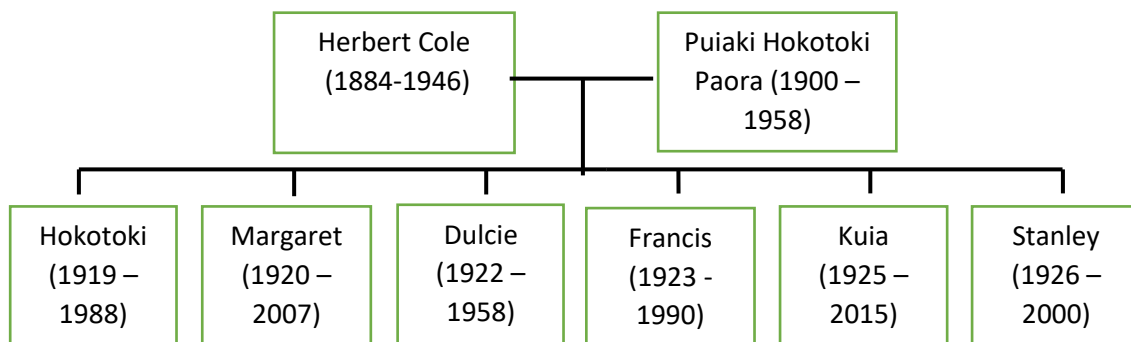 Herbert Cole
(1884-1946)
Puiaki Hokotoki
Paora (1900 –
1958)
Hokotoki
(1919 –
1988)
Margaret
(1920 –
2007)
Dulcie
(1922 –
1958)
Francis
(1923 -
1990)
Kuia
(1925 –
2015)
Stanley
(1926 –
2000)